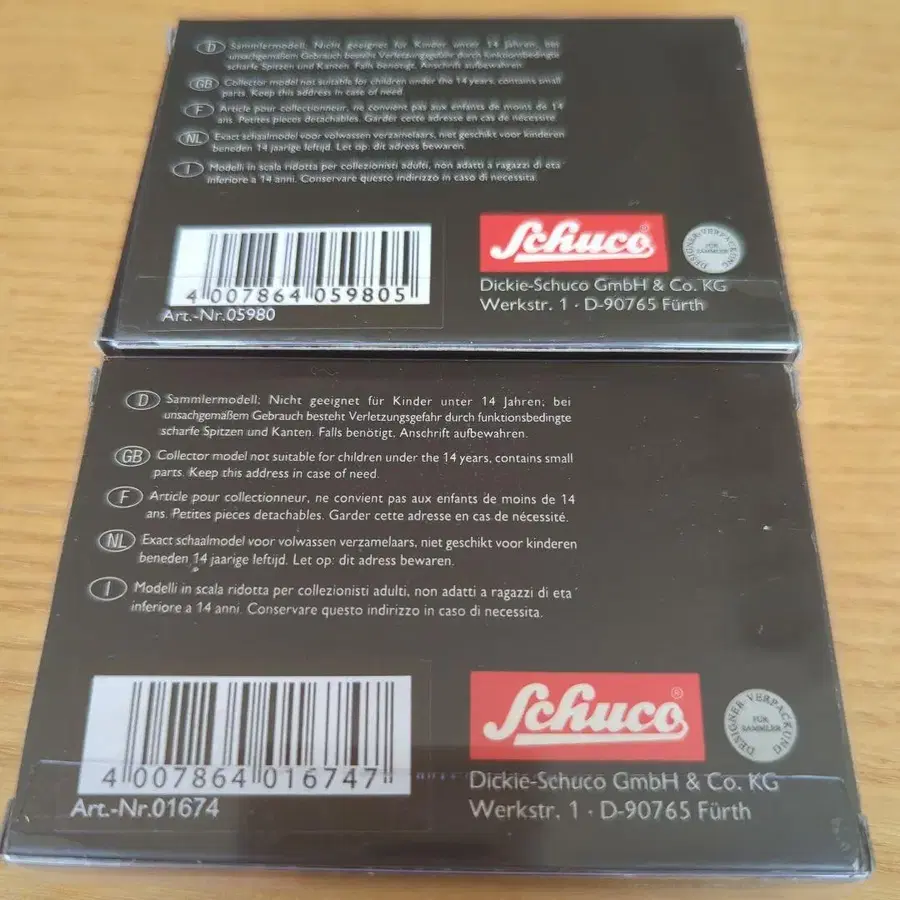 D Sammlermodell; Nicht geeignet für Kinder unter 14 Jahren, bei
unsachgemäßem Gebrauch besteht Verletzungsgefahr durch funktionsbedingte
scharfe Spitzen und Kanten. Falls benötigt, Anschrift aufbewahren.
GB Collector model not suitable for children under the 14 years, contains small
parts. Keep this address in case of need.
F Article pour collectionneur, ne convient pas aux enfants de moins de 14
ans. Petites pieces detachables. Garder cette adresse en cas de nécessité.
NL Exact schaalmodel voor volwassen verzamelaars, niet geschikt voor kinderen
beneden 14 jaarige leftijd. Let op: dit adress bewaren.
I Modelli in scala ridotta per collezionisti adulti, non adatti a ragazzi di eta´
inferiore a 14 anni. Conservare questo indirizzo in caso di necessita.
4 007864 059805
Art.-Nr.05980
Schuco®
DESIGNER VERPACKUNG
FÜR
SAMMLER
Dickie-Schuco GmbH & Co. KG
Werkstr. 1 · D-90765 Fürth
D Sammlermodell; Nicht geeignet für Kinder unter 14 Jahren, bei
unsachgemäßem Gebrauch besteht Verletzungsgefahr durch funktionsbedingte
scharfe Spitzen und Kanten. Falls benötigt, Anschrift aufbewahren.
GB Collector model not suitable for children under the 14 years, contains small
parts. Keep this address in case of need.
F Article pour collectionneur, ne convient pas aux enfants de moins de 14
ans. Petites pieces detachables. Garder cette adresse en cas de nécessité.
NL Exact schaalmodel voor volwassen verzamelaars, niet geschikt voor kinderen
beneden 14 jaarige leftijd. Let op: dit adress bewaren.
I Modelli in scala ridotta per collezionisti adulti, non adatti a ragazzi di eta´
inferiore a 14 anni. Conservare questo indirizzo in caso di necessita.
4 007864 016747
Art.-Nr.01674
Schuco®
DESIGNER VERPACKUNG
FÜR
SAMMLER
Dickie-Schuco GmbH & Co. KG
Werkstr. 1 · D-90765 Fürth